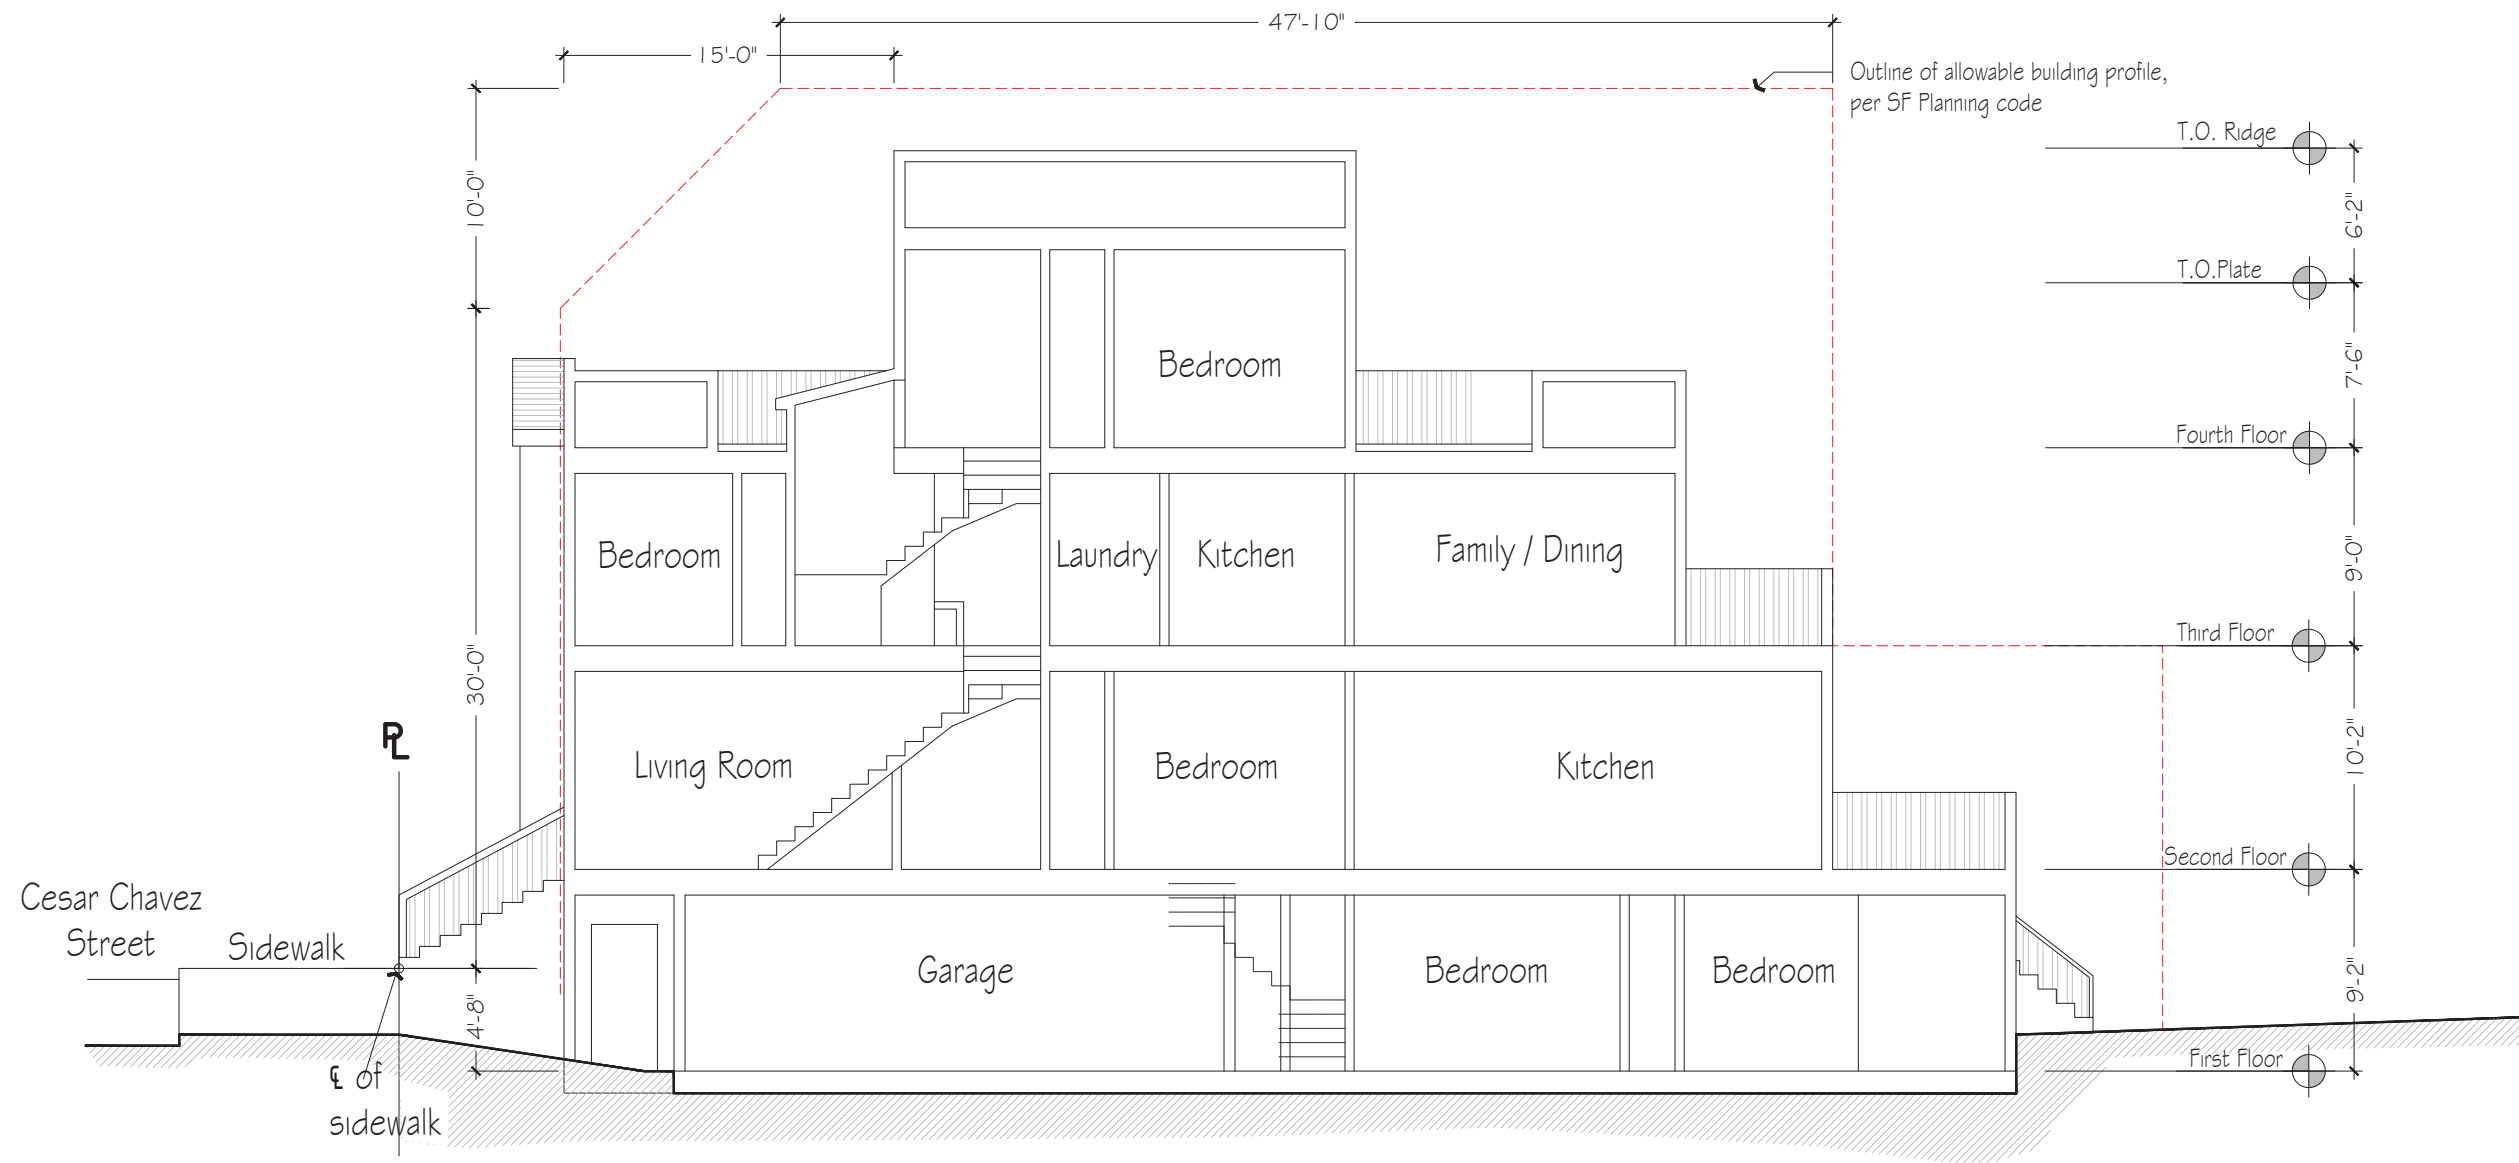 47'-10"
15'-0"
Outline of allowable building profile,
per SF Planning code
T.O. Ridge
10'-0"
6'-2"
T.O.Plate
7'-6"
Bedroom
Fourth Floor
Bedroom
Laundry
Kitchen
Family / Dining
9'-0"
Third Floor
30'-0"
PL
Living Room
Bedroom
Kitchen
10'-2"
Second Floor
Cesar Chavez
Street
Sidewalk
Garage
Bedroom
Bedroom
9'-2"
4'-8"
First Floor
℄ of
sidewalk